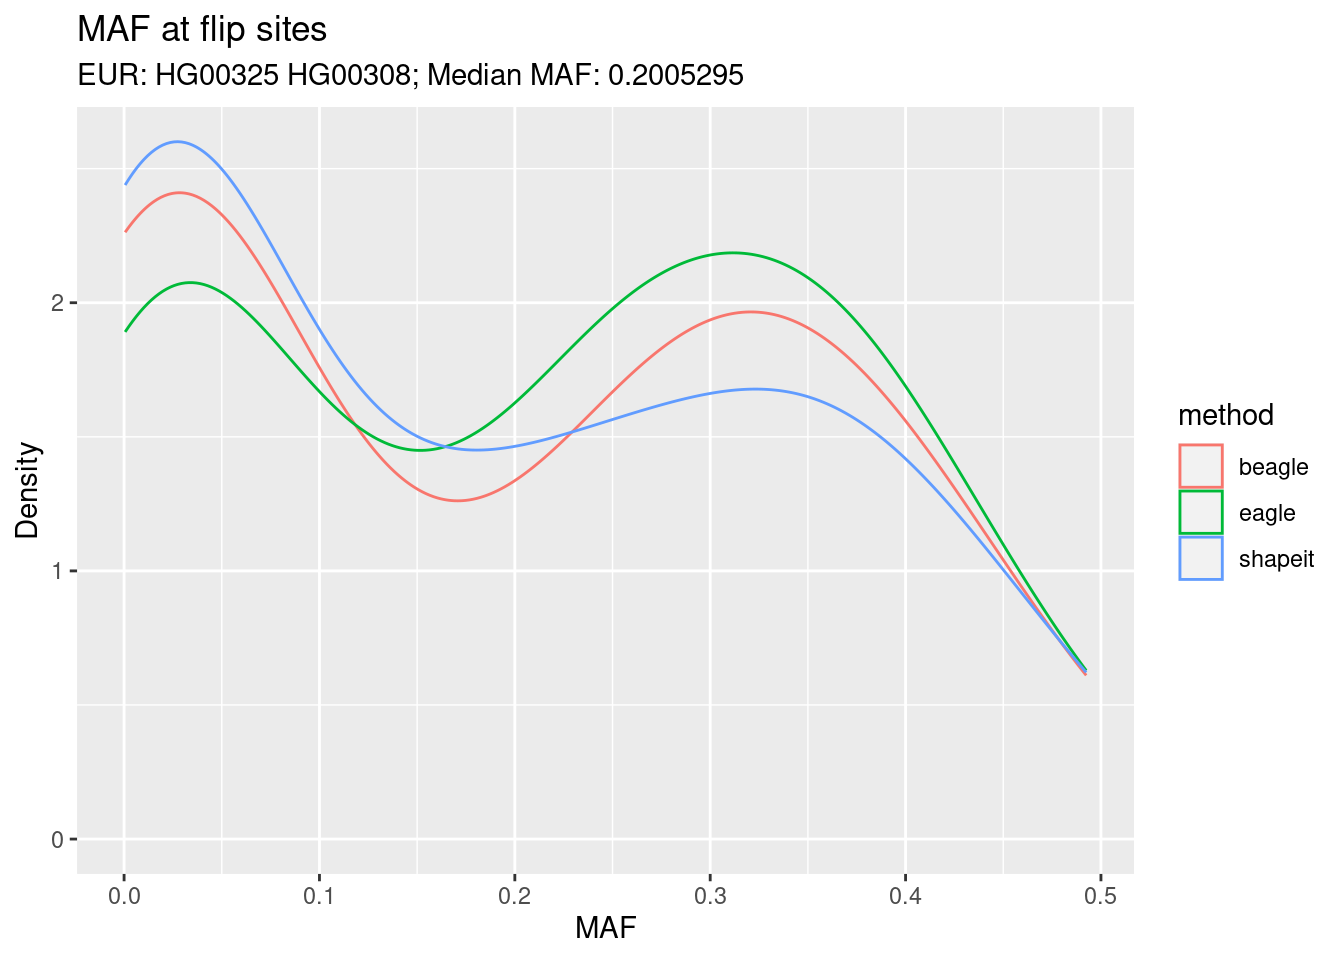 MAF at flip sites
EUR: HG00325 HG00308; Median MAF: 0.2005295
Density
2
1
0
0.0
0.1
0.2
0.3
0.4
0.5
MAF
method
beagle
eagle
shapeit